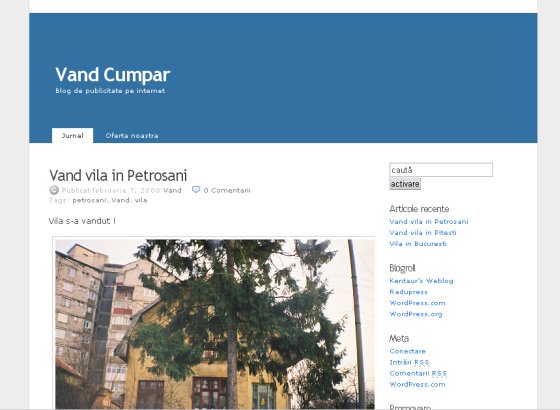 Vand Cumpar
Blog de publicitate pe internet
Jurnal
Oferta noastra
Vand vila in Petrosani
Publicat februarie 7, 2008 Vand
0 Comentarii
Tags: petrosani, Vand, vila
Vila s-a vandut !
caută
activare
Articole recente
Vand vila in Petrosani
Vand vila in Pitesti
Vila in Bucuresti
Blogroll
Kentaur's Weblog
Radupress
WordPress.com
WordPress.org
Meta
Conectare
Intrări RSS
Comentarii RSS
WordPress.com
Promovare